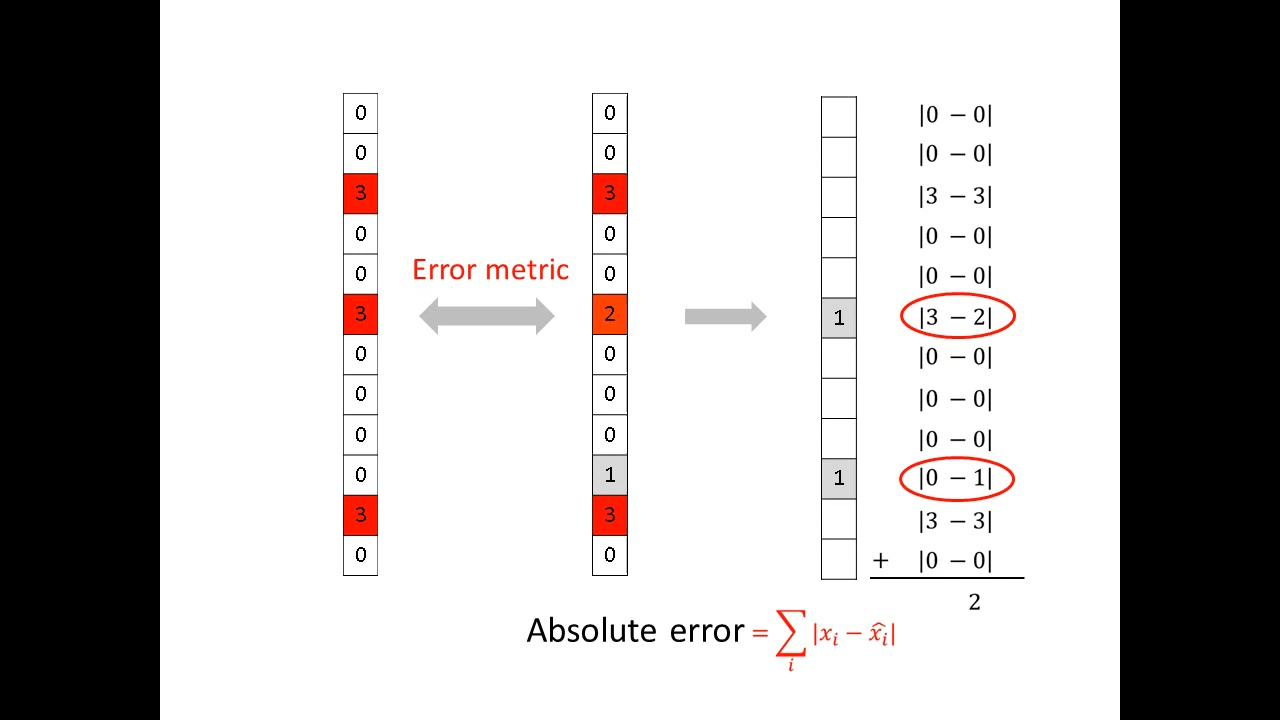 0 0 |0 − 0|
0 0 |0 − 0|
3 3 |3 − 3|
0 0 |0 − 0|
0 0 |0 − 0|
Error metric
3 2 1 |3 − 2|
0 0 |0 − 0|
0 0 |0 − 0|
0 0 |0 − 0|
0 1 1 |0 − 1|
3 3 |3 − 3|
0 0 + |0 − 0|
2
Absolute error = ∑ᵢ |xᵢ − x̂ᵢ|